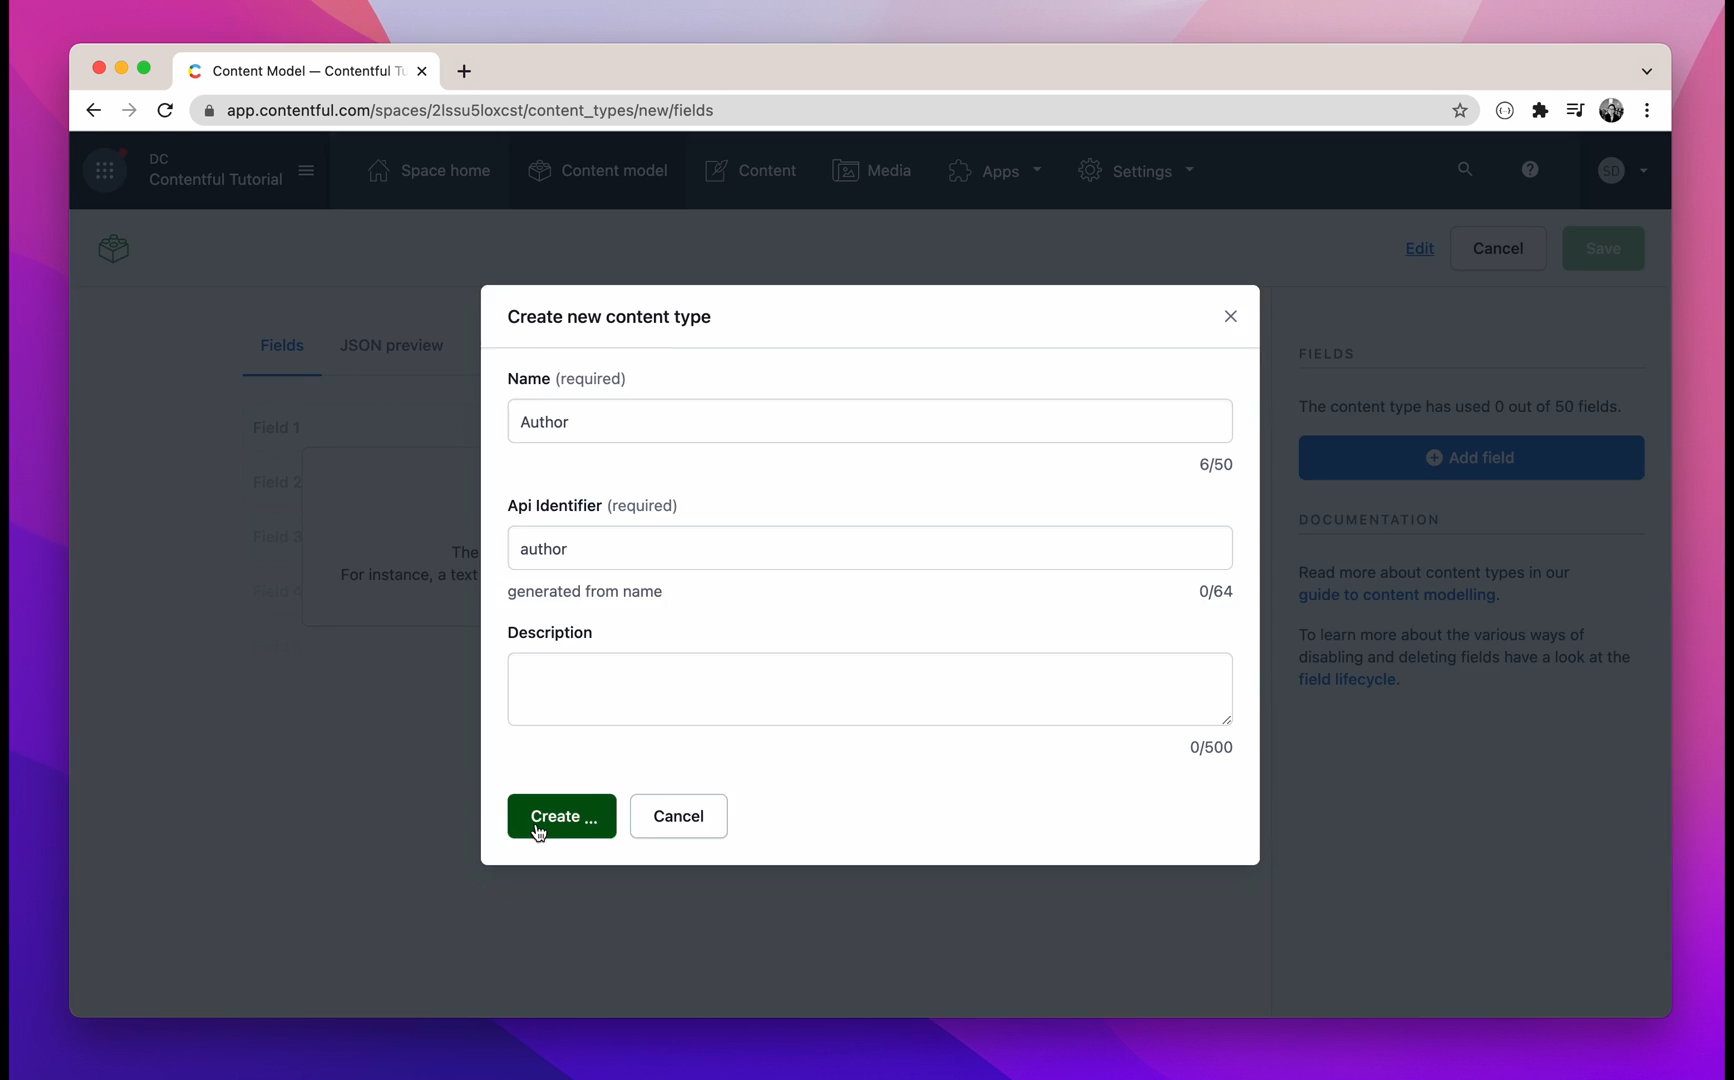 Content Model — Contentful Tu
app.contentful.com/spaces/2lssu5loxcst/content_types/new/fields
DC
Contentful Tutorial
Space home
Content model
Content
Media
Apps
Settings
SD
Edit
Cancel
Save
Fields
JSON preview
Field 1
Field 2
Field 3
Field 4
The
For instance, a text
Create new content type
Name (required)
Author
6/50
Api Identifier (required)
author
generated from name
0/64
Description
0/500
Create ...
Cancel
FIELDS
The content type has used 0 out of 50 fields.
Add field
DOCUMENTATION
Read more about content types in our
guide to content modelling.
To learn more about the various ways of
disabling and deleting fields have a look at the
field lifecycle.